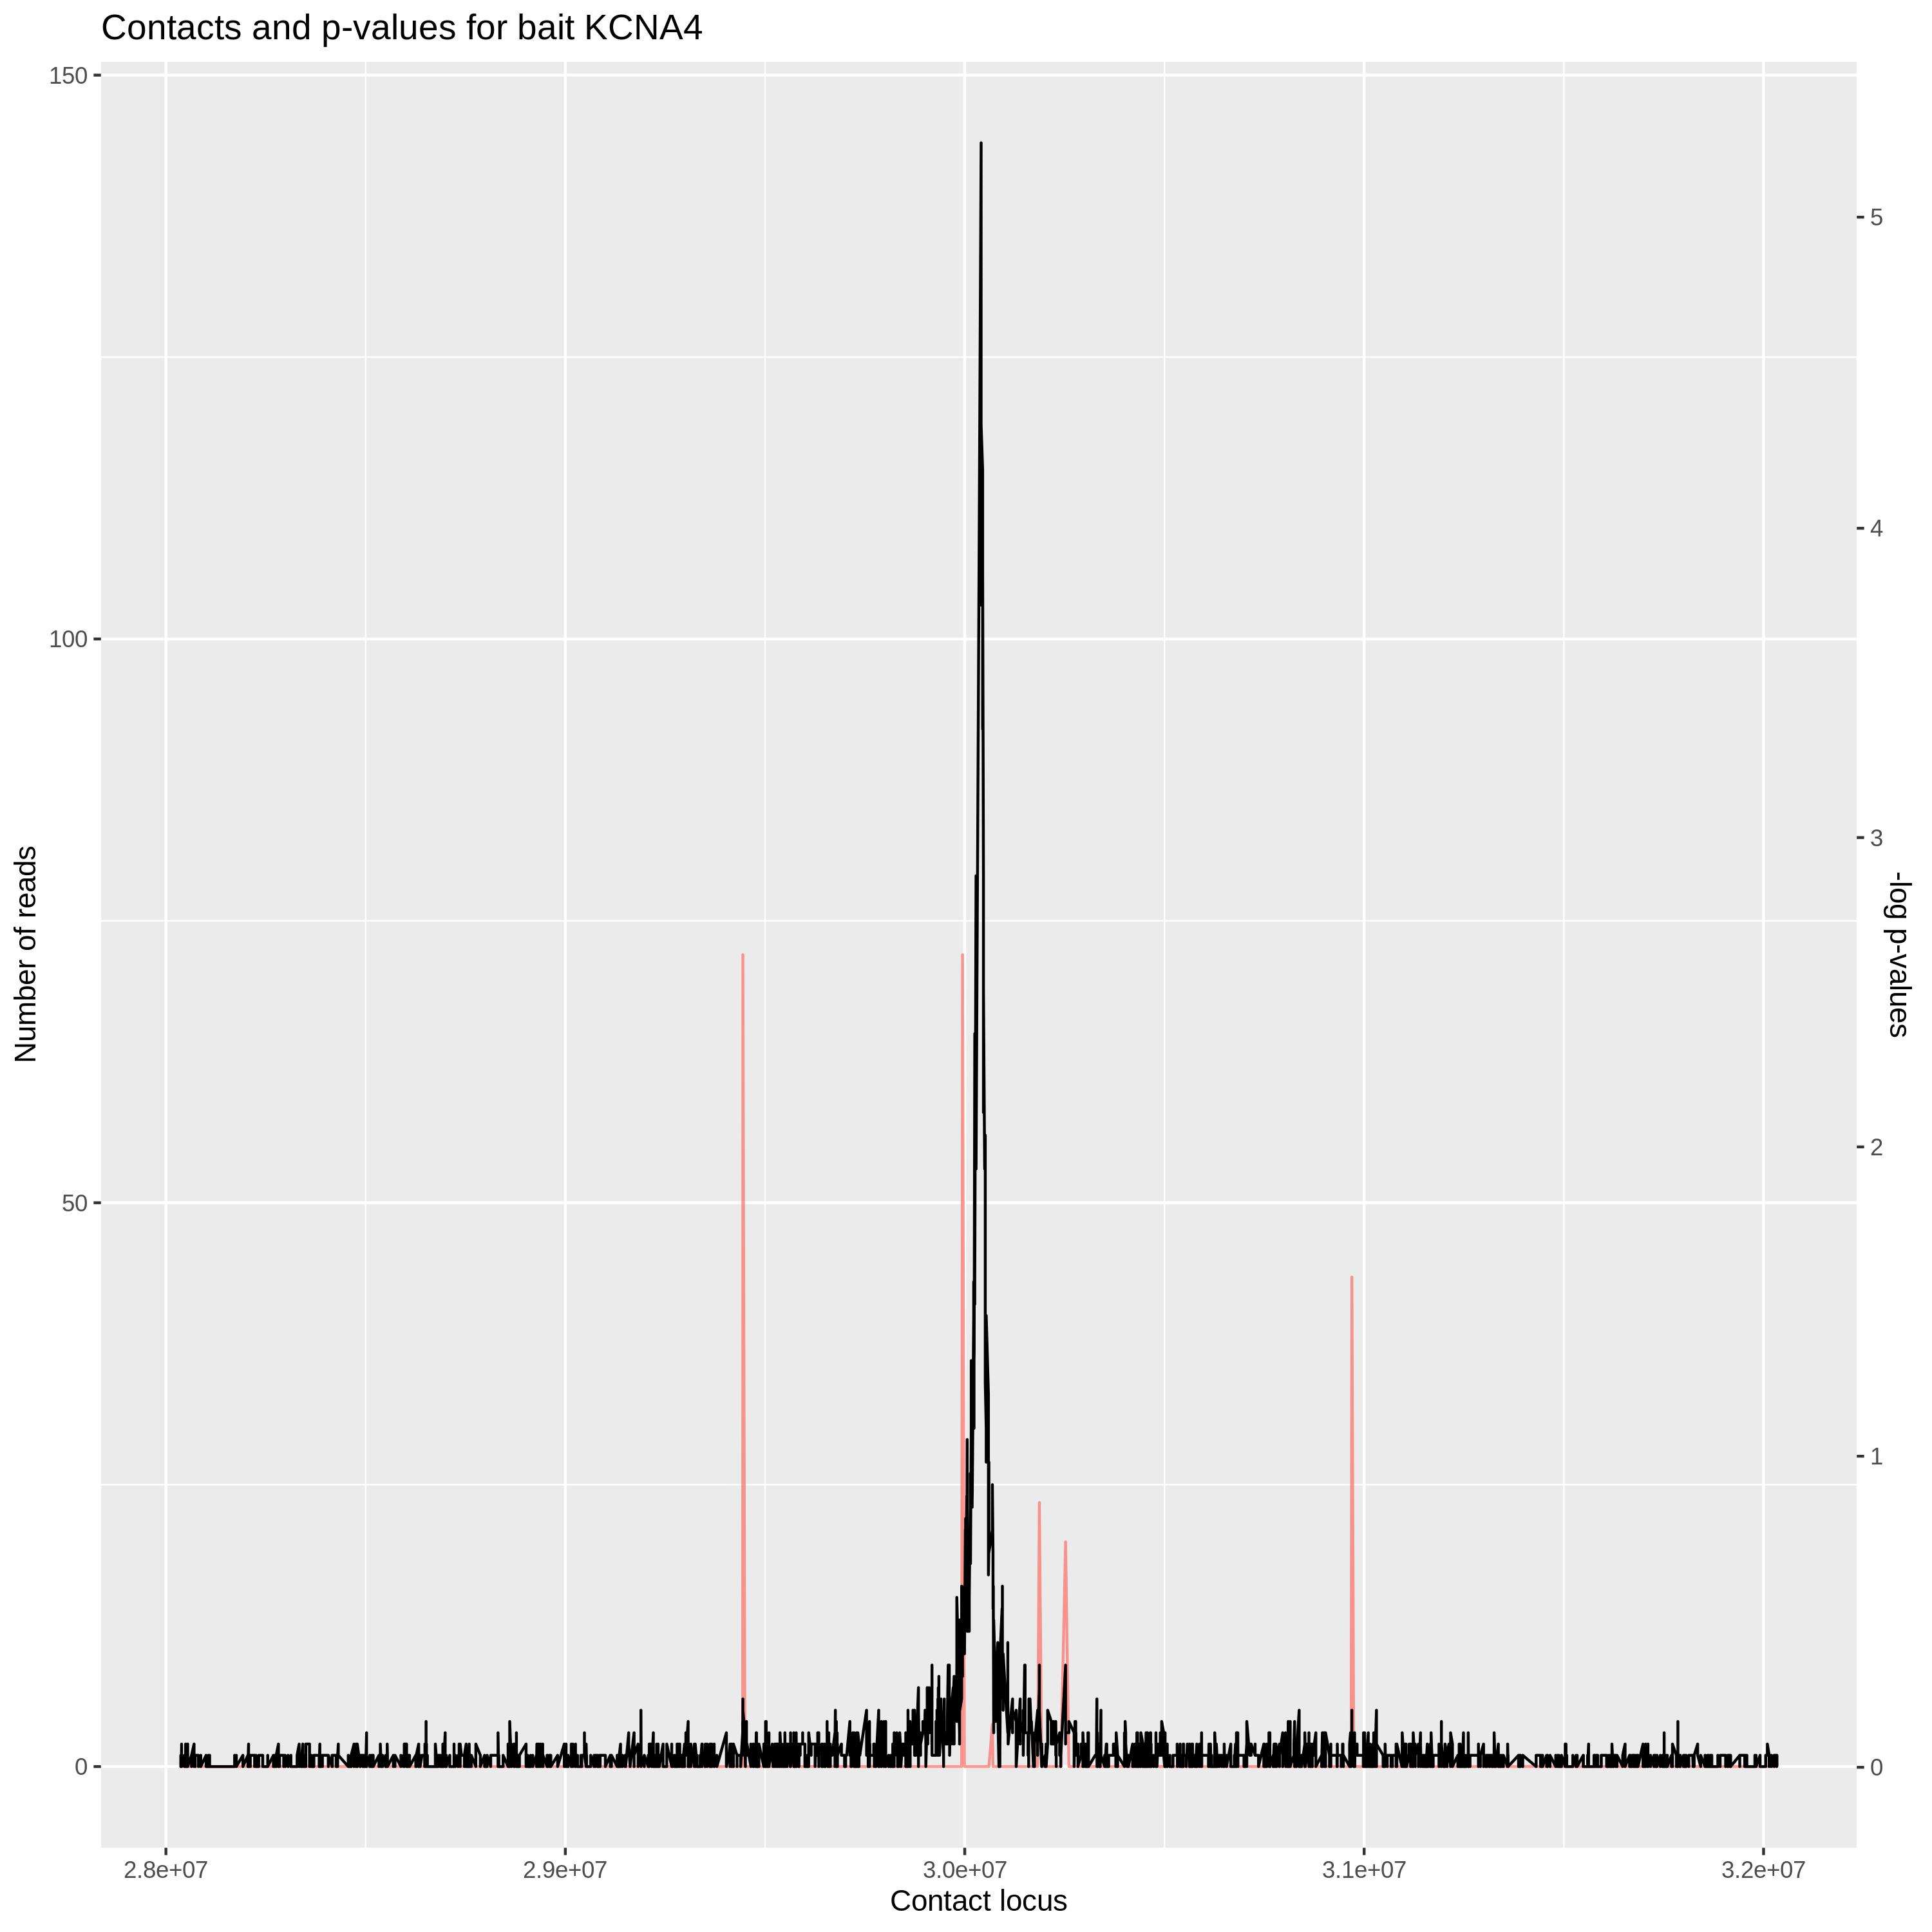 Contacts and p-values for bait KCNA4
150
100
50
0
Number of reads
5
4
3
2
1
0
-log p-values
2.8e+07
2.9e+07
3.0e+07
3.1e+07
3.2e+07
Contact locus